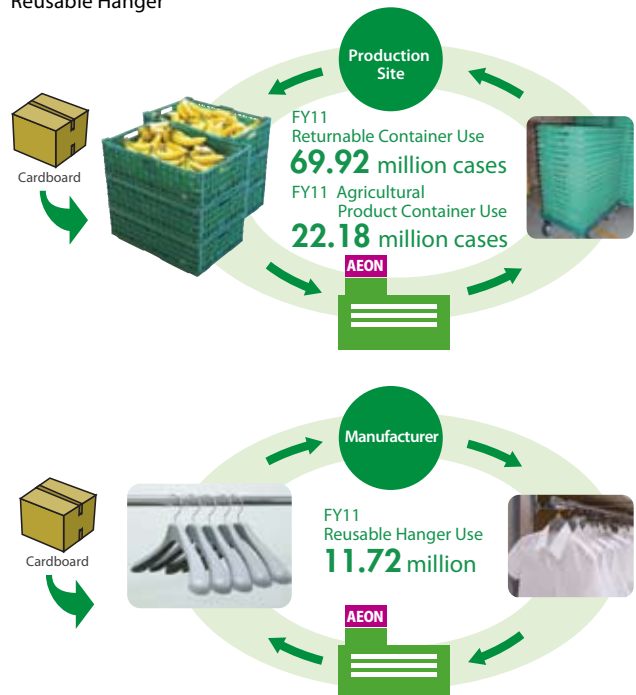 Reusable Hanger
Production
Site
Cardboard
FY11
Returnable Container Use
69.92 million cases
FY11 Agricultural
Product Container Use
22.18 million cases
AEON
Manufacturer
Cardboard
FY11
Reusable Hanger Use
11.72 million
AEON